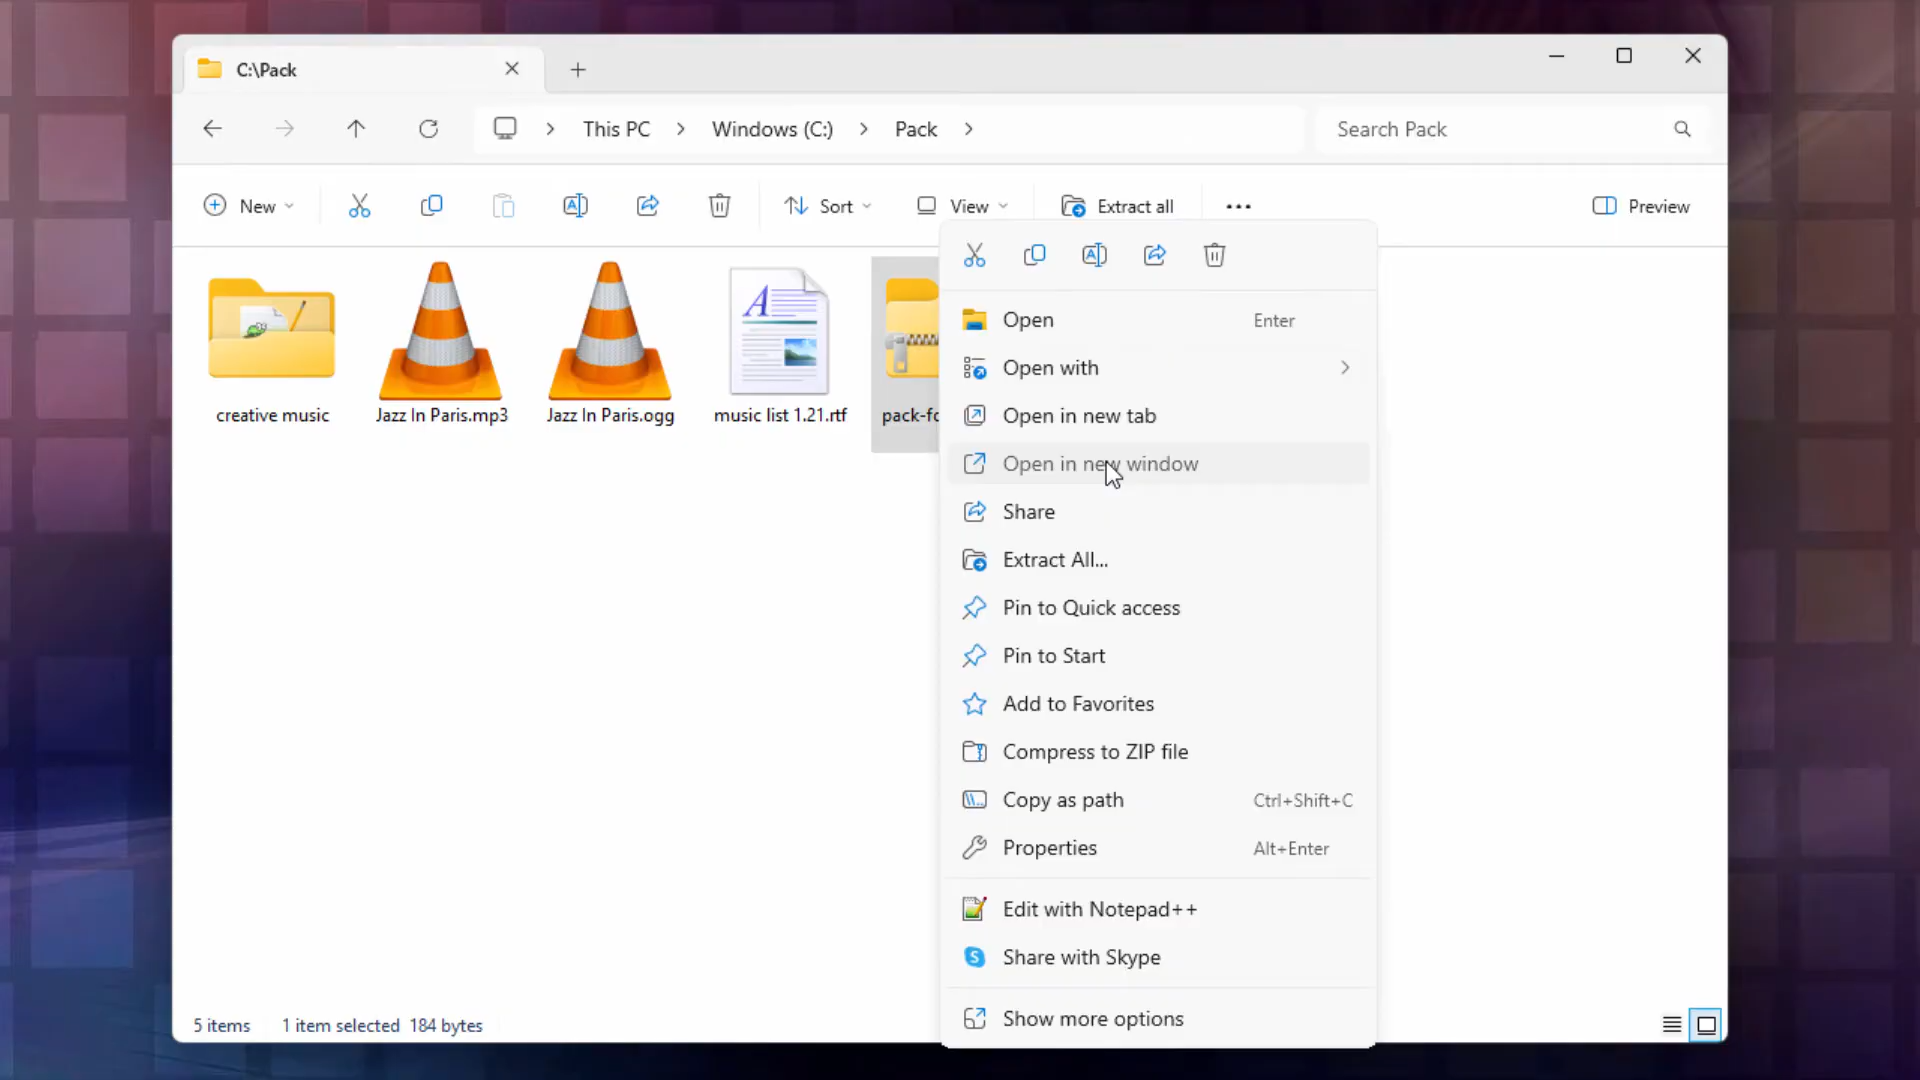 C:\Pack
This PC
Windows (C:)
Pack
Search Pack
New
Sort
View
Extract all
Preview
creative music
Jazz In Paris.mp3
Jazz In Paris.ogg
music list 1.21.rtf
Open Enter
Open with
Open in new tab
Open in new window
Share
Extract All...
Pin to Quick access
Pin to Start
Add to Favorites
Compress to ZIP file
Copy as path Ctrl+Shift+C
Properties Alt+Enter
Edit with Notepad++
Share with Skype
Show more options
5 items 1 item selected 184 bytes